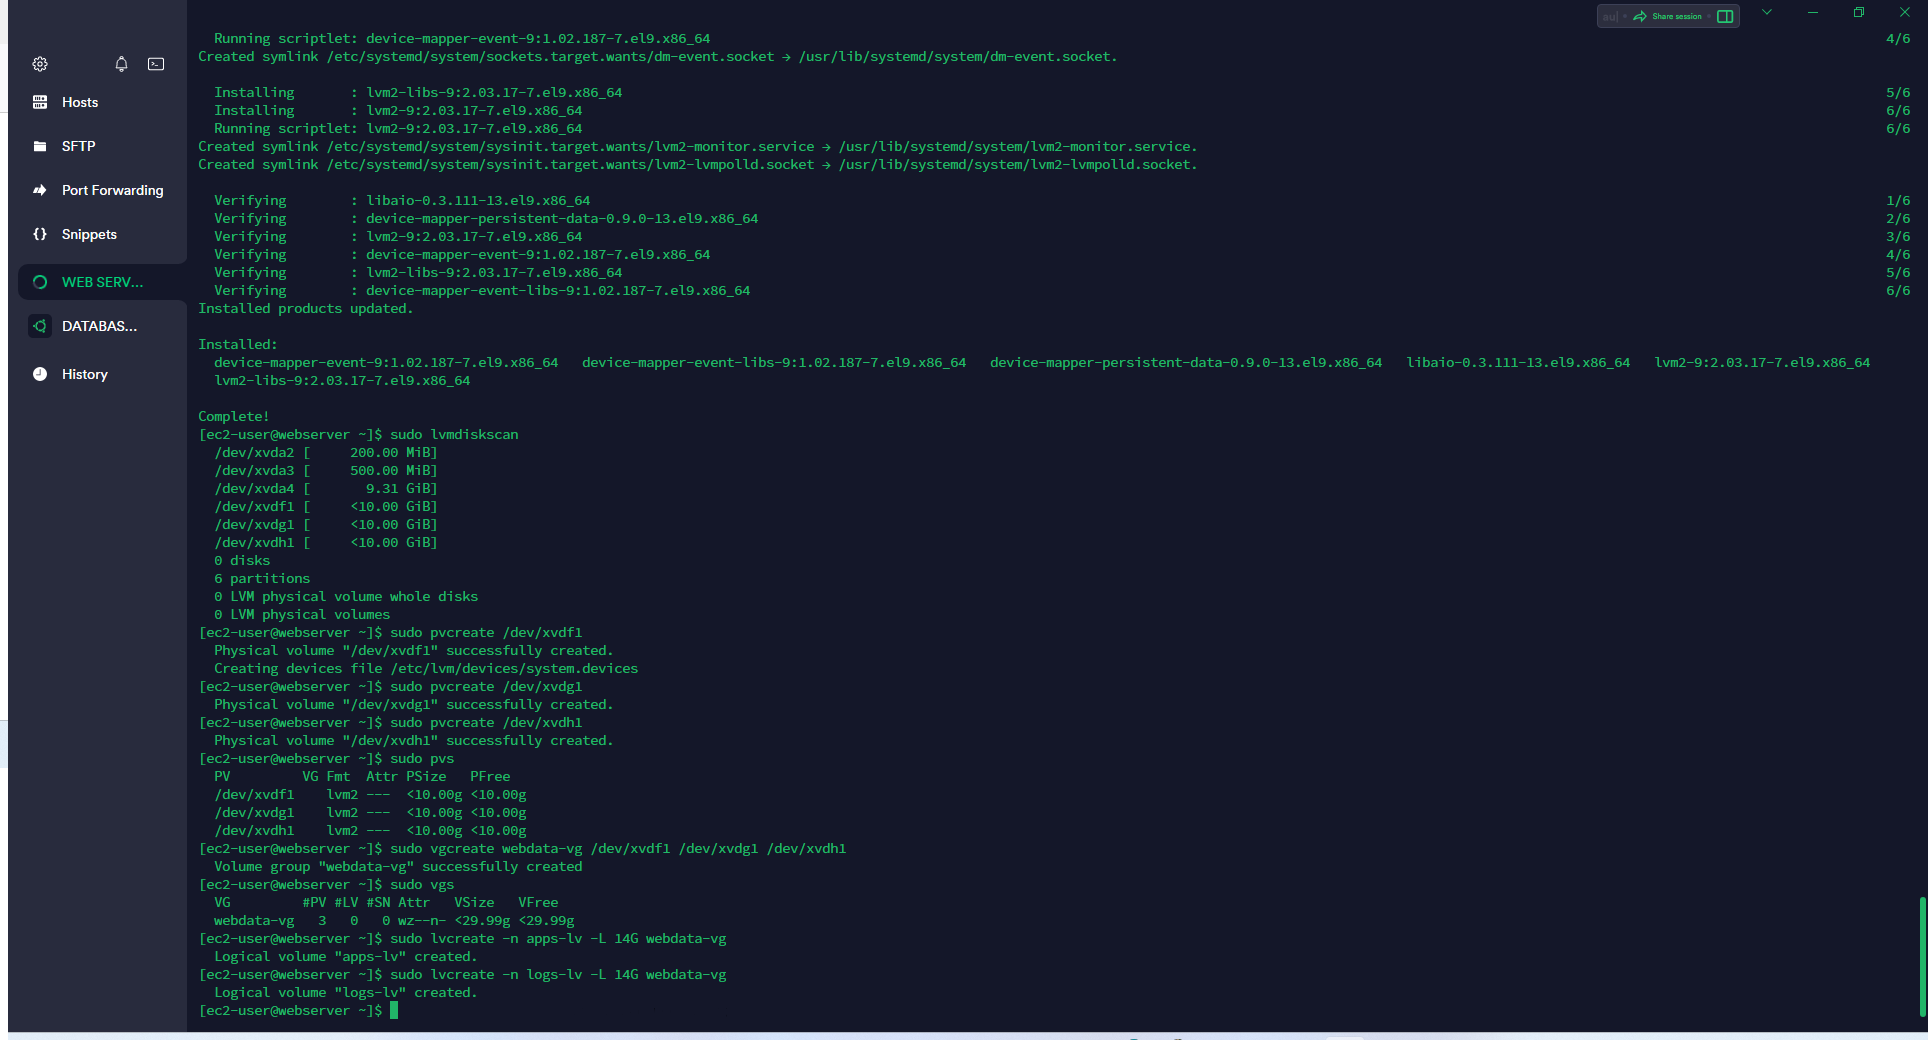 Share session
Hosts
SFTP
Port Forwarding
Snippets
WEB SERV...
DATABAS...
History
Running scriptlet: device-mapper-event-9:1.02.187-7.el9.x86_64 4/6
Created symlink /etc/systemd/system/sockets.target.wants/dm-event.socket → /usr/lib/systemd/system/dm-event.socket.
Installing : lvm2-libs-9:2.03.17-7.el9.x86_64 5/6
Installing : lvm2-9:2.03.17-7.el9.x86_64 6/6
Running scriptlet: lvm2-9:2.03.17-7.el9.x86_64 6/6
Created symlink /etc/systemd/system/sysinit.target.wants/lvm2-monitor.service → /usr/lib/systemd/system/lvm2-monitor.service.
Created symlink /etc/systemd/system/sysinit.target.wants/lvm2-lvmpolld.socket → /usr/lib/systemd/system/lvm2-lvmpolld.socket.
Verifying : libaio-0.3.111-13.el9.x86_64 1/6
Verifying : device-mapper-persistent-data-0.9.0-13.el9.x86_64 2/6
Verifying : lvm2-9:2.03.17-7.el9.x86_64 3/6
Verifying : device-mapper-event-9:1.02.187-7.el9.x86_64 4/6
Verifying : lvm2-libs-9:2.03.17-7.el9.x86_64 5/6
Verifying : device-mapper-event-libs-9:1.02.187-7.el9.x86_64 6/6
Installed products updated.
Installed:
device-mapper-event-9:1.02.187-7.el9.x86_64 device-mapper-event-libs-9:1.02.187-7.el9.x86_64 device-mapper-persistent-data-0.9.0-13.el9.x86_64 libaio-0.3.111-13.el9.x86_64 lvm2-9:2.03.17-7.el9.x86_64
lvm2-libs-9:2.03.17-7.el9.x86_64
Complete!
[ec2-user@webserver ~]$ sudo lvmdiskscan
/dev/xvda2 [ 200.00 MiB]
/dev/xvda3 [ 500.00 MiB]
/dev/xvda4 [ 9.31 GiB]
/dev/xvdf1 [ <10.00 GiB]
/dev/xvdg1 [ <10.00 GiB]
/dev/xvdh1 [ <10.00 GiB]
0 disks
6 partitions
0 LVM physical volume whole disks
0 LVM physical volumes
[ec2-user@webserver ~]$ sudo pvcreate /dev/xvdf1
Physical volume "/dev/xvdf1" successfully created.
Creating devices file /etc/lvm/devices/system.devices
[ec2-user@webserver ~]$ sudo pvcreate /dev/xvdg1
Physical volume "/dev/xvdg1" successfully created.
[ec2-user@webserver ~]$ sudo pvcreate /dev/xvdh1
Physical volume "/dev/xvdh1" successfully created.
[ec2-user@webserver ~]$ sudo pvs
PV VG Fmt Attr PSize PFree
/dev/xvdf1 lvm2 --- <10.00g <10.00g
/dev/xvdg1 lvm2 --- <10.00g <10.00g
/dev/xvdh1 lvm2 --- <10.00g <10.00g
[ec2-user@webserver ~]$ sudo vgcreate webdata-vg /dev/xvdf1 /dev/xvdg1 /dev/xvdh1
Volume group "webdata-vg" successfully created
[ec2-user@webserver ~]$ sudo vgs
VG #PV #LV #SN Attr VSize VFree
webdata-vg 3 0 0 wz--n- <29.99g <29.99g
[ec2-user@webserver ~]$ sudo lvcreate -n apps-lv -L 14G webdata-vg
Logical volume "apps-lv" created.
[ec2-user@webserver ~]$ sudo lvcreate -n logs-lv -L 14G webdata-vg
Logical volume "logs-lv" created.
[ec2-user@webserver ~]$